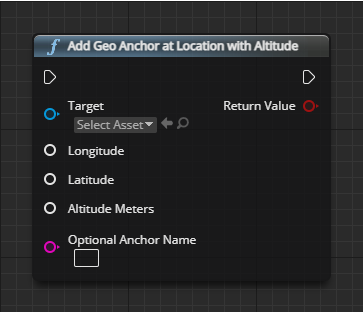 f Add Geo Anchor at Location with Altitude
Target Return Value
Select Asset
Longitude
Latitude
Altitude Meters
Optional Anchor Name